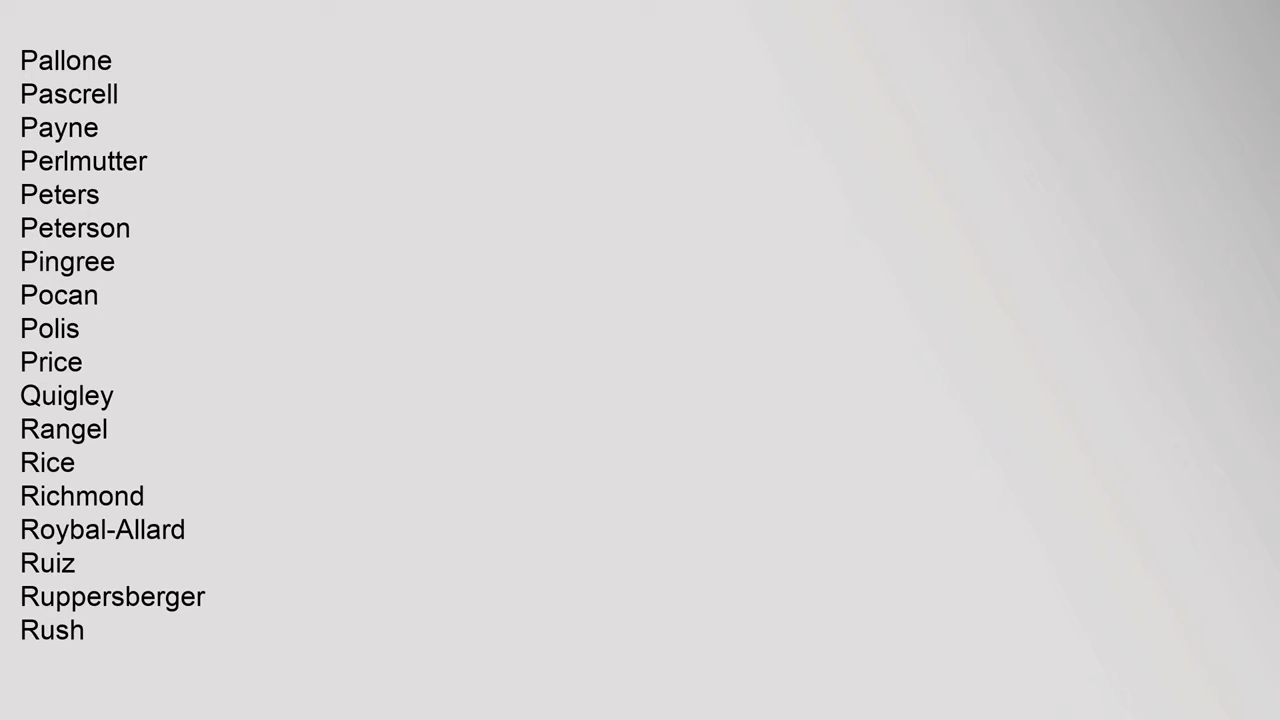 Pallone
Pascrell
Payne
Perlmutter
Peters
Peterson
Pingree
Pocan
Polis
Price
Quigley
Rangel
Rice
Richmond
Roybal-Allard
Ruiz
Ruppersberger
Rush